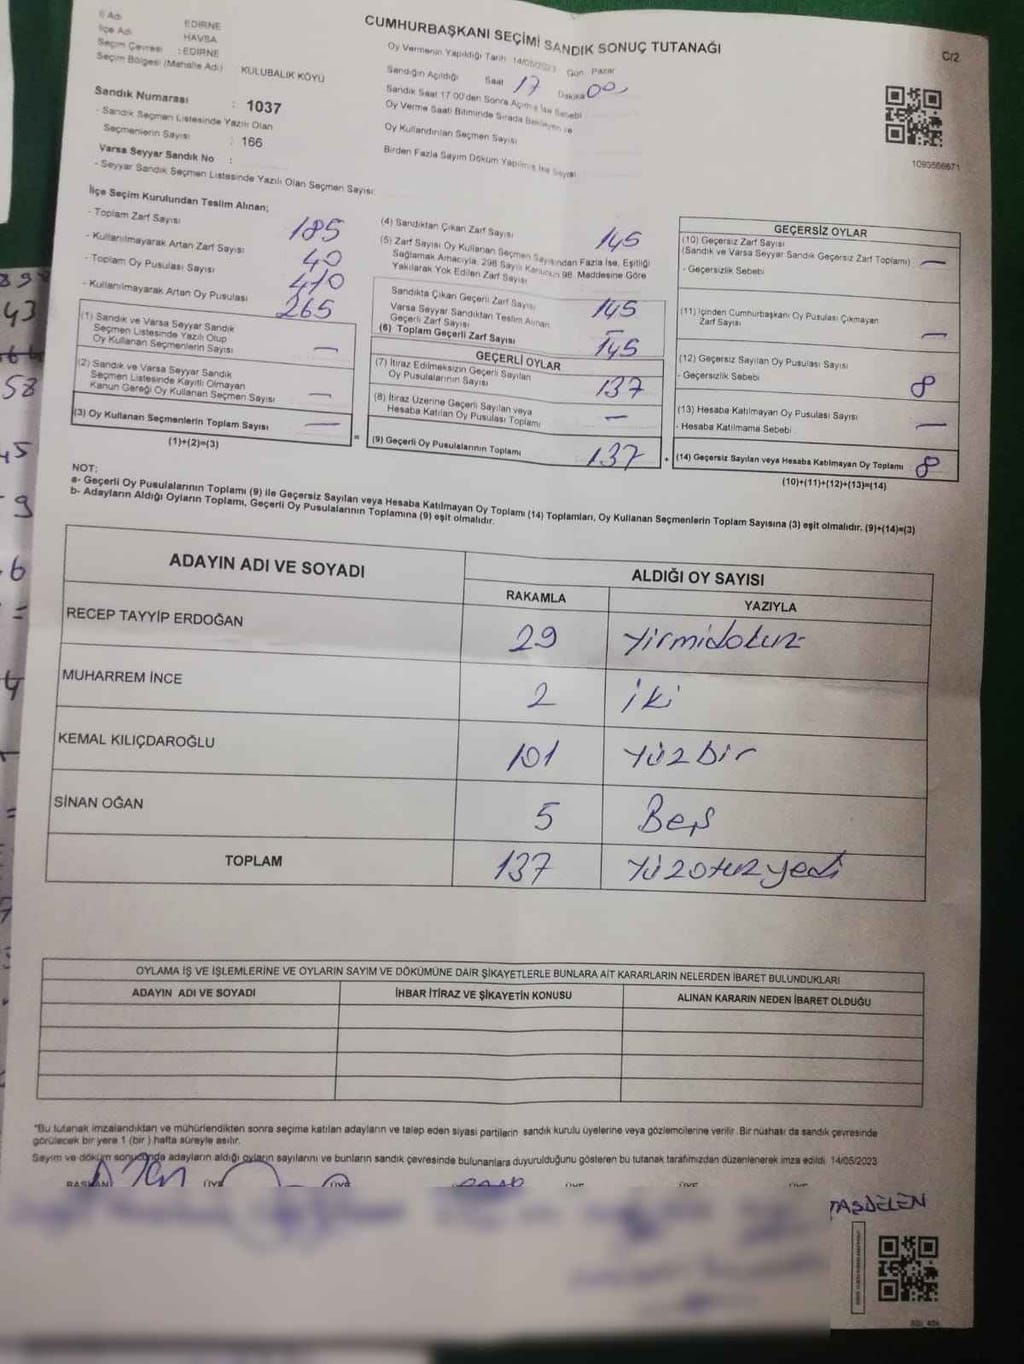 İl Adı EDİRNE
İlçe Adı HAVSA
Seçim Çevresi : EDİRNE
Seçim Bölgesi (Mahalle Adı) KULUBALIK KÖYÜ
Sandık Numarası : 1037
- Sandık Seçmen Listesinde Yazılı Olan
Seçmenlerin Sayısı : 166
Varsa Seyyar Sandık No :
- Seyyar Sandık Seçmen Listesinde Yazılı Olan Seçmen Sayısı:
CUMHURBAŞKANI SEÇİMİ SANDIK SONUÇ TUTANAĞI
Oy Vermenin Yapıldığı Tarih 14/05/2023 Gün Pazar
Sandığın Açıldığı Saat 17 Dakika 00
Sandık Saat 17.00'den Sonra Açılmış İse Sebebi
Oy Verme Saati Bitiminde Sırada Bekleyen ve
Oy Kullandırılan Seçmen Sayısı
Birden Fazla Sayım Döküm Yapılmış İse Sayısı
Cr2
1093566671
İlçe Seçim Kurulundan Teslim Alınan;
- Toplam Zarf Sayısı 185
- Kullanılmayarak Artan Zarf Sayısı 40
- Toplam Oy Pusulası Sayısı 410
- Kullanılmayarak Artan Oy Pusulası 265
(1) Sandık ve Varsa Seyyar Sandık
Seçmen Listesinde Yazılı Olup
Oy Kullanan Seçmenlerin Sayısı —
(2) Sandık ve Varsa Seyyar Sandık
Seçmen Listesinde Kayıtlı Olmayan
Kanun Gereği Oy Kullanan Seçmen Sayısı —
(3) Oy Kullanan Seçmenlerin Toplam Sayısı —
(1)+(2)=(3)
=
(4) Sandıktan Çıkan Zarf Sayısı 145
(5) Zarf Sayısı Oy Kullanan Seçmen Sayısından Fazla İse, Eşitliği
Sağlamak Amacıyla, 298 Sayılı Kanunun 98. Maddesine Göre
Yakılarak Yok Edilen Zarf Sayısı
Sandıkta Çıkan Geçerli Zarf Sayısı 145
Varsa Seyyar Sandıktan Teslim Alınan
Geçerli Zarf Sayısı —
(6) Toplam Geçerli Zarf Sayısı 145
GEÇERLİ OYLAR
(7) İtiraz Edilmeksizin Geçerli Sayılan
Oy Pusulalarının Sayısı 137
(8) İtiraz Üzerine Geçerli Sayılan veya
Hesaba Katılan Oy Pusulası Toplamı —
(9) Geçerli Oy Pusulalarının Toplamı 137
+
GEÇERSİZ OYLAR
(10) Geçersiz Zarf Sayısı
(Sandık ve Varsa Seyyar Sandık Geçersiz Zarf Toplamı) —
- Geçersizlik Sebebi
(11) İçinden Cumhurbaşkanı Oy Pusulası Çıkmayan
Zarf Sayısı —
(12) Geçersiz Sayılan Oy Pusulası Sayısı
- Geçersizlik Sebebi 8
(13) Hesaba Katılmayan Oy Pusulası Sayısı
- Hesaba Katılmama Sebebi —
(14) Geçersiz Sayılan veya Hesaba Katılmayan Oy Toplamı 8
(10)+(11)+(12)+(13)=(14)
NOT:
a- Geçerli Oy Pusulalarının Toplamı (9) ile Geçersiz Sayılan veya Hesaba Katılmayan Oy Toplamı (14) Toplamları, Oy Kullanan Seçmenlerin Toplam Sayısına (3) eşit olmalıdır. (9)+(14)=(3)
b- Adayların Aldığı Oyların Toplamı, Geçerli Oy Pusulalarının Toplamına (9) eşit olmalıdır.
ADAYIN ADI VE SOYADI
ALDIĞI OY SAYISI
RAKAMLA YAZIYLA
RECEP TAYYİP ERDOĞAN 29 Yirmidokuz
MUHARREM İNCE 2 iki
KEMAL KILIÇDAROĞLU 101 Yüzbir
SİNAN OĞAN 5 Beş
TOPLAM 137 Yüzotuzyedi
OYLAMA İŞ VE İŞLEMLERİNE VE OYLARIN SAYIM VE DÖKÜMÜNE DAİR ŞİKAYETLERLE BUNLARA AİT KARARLARIN NELERDEN İBARET BULUNDUKLARI
ADAYIN ADI VE SOYADI İHBAR İTİRAZ VE ŞİKAYETİN KONUSU ALINAN KARARIN NEDEN İBARET OLDUĞU
"Bu tutanak imzalandıktan ve mühürlendikten sonra seçime katılan adayların ve talep eden siyasi partilerin sandık kurulu üyelerine veya gözlemcilerine verilir. Bir nüshası da sandık çevresinde
görülecek bir yere 1 (bir) hafta süreyle asılır.
Sayım ve döküm sonucunda adayların aldığı oyların sayılarını ve bunların sandık çevresinde bulunanlara duyurulduğunu gösteren bu tutanak tarafımızdan düzenlenerek imza edildi. 14/05/2023
BAŞKAN ÜYE ÜYE ÜYE ÜYE ÜYE
TAŞDELEN
43
58
9
6